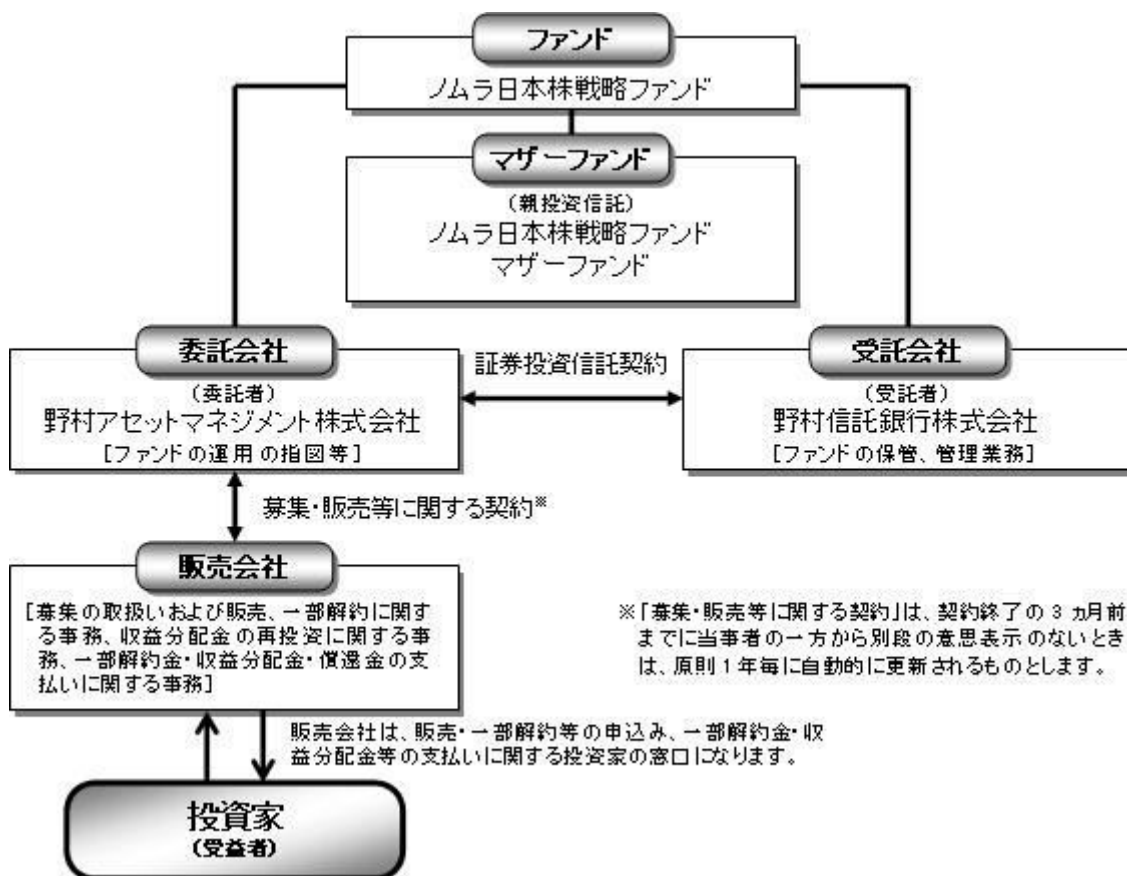 ファンド
ノムラ日本株戦略ファンド
マザーファンド
(親投資信託)
ノムラ日本株戦略ファンド
マザーファンド
委託会社
(委託者)
野村アセットマネジメント株式会社
[ファンドの運用の指図等]
証券投資信託契約
受託会社
(受託者)
野村信託銀行株式会社
[ファンドの保管、管理業務]
募集・販売等に関する契約※
販売会社
[募集の取扱いおよび販売、一部解約に関す
る事務、収益分配金の再投資に関する事
務、一部解約金・収益分配金・償還金の支
払いに関する事務]
※「募集・販売等に関する契約」は、契約終了の3ヵ月前
までに当事者の一方から別段の意思表示のないとき
は、原則1年毎に自動的に更新されるものとします。
販売会社は、販売・一部解約等の申込み、一部解約金・収
益分配金等の支払いに関する投資家の窓口になります。
投資家
(受益者)